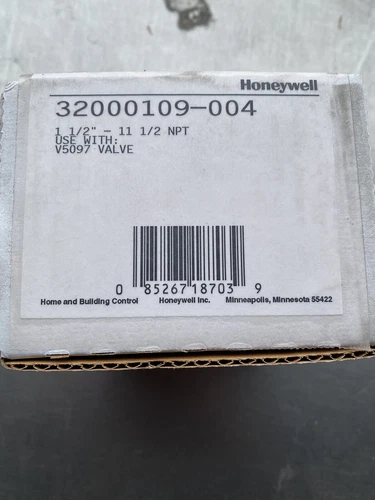 Honeywell
32000109-004
1 1/2" - 11 1/2 NPT
USE WITH:
V5097 VALVE
0 85267 18703 9
Home and Building Control Honeywell Inc. Minneapolis, Minnesota 55422